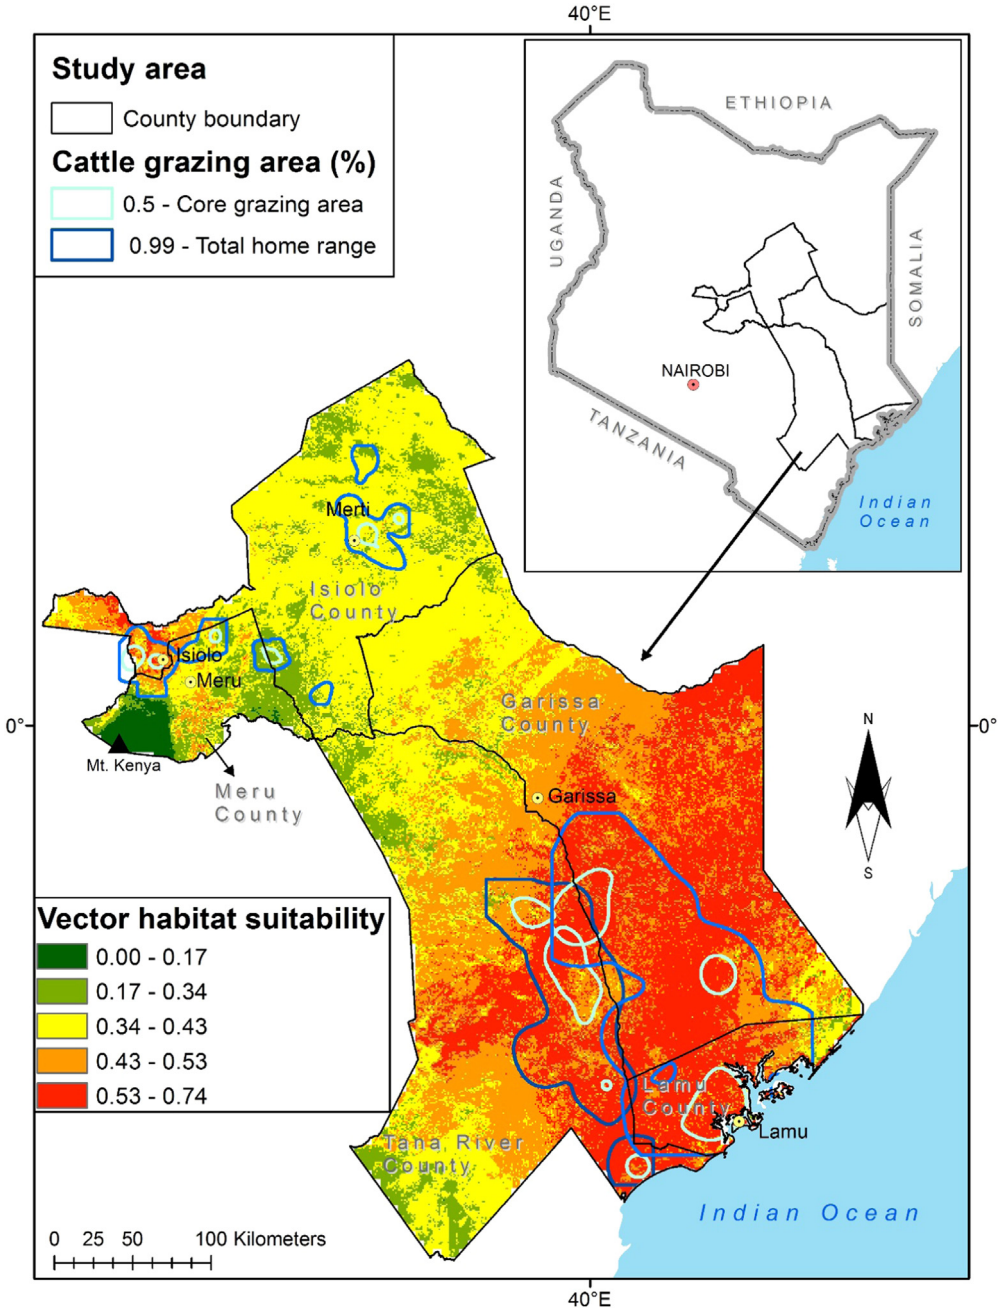 40°E
Study area
County boundary
Cattle grazing area (%)
0.5 - Core grazing area
0.99 - Total home range
ETHIOPIA
UGANDA
SOMALIA
NAIROBI
TANZANIA
Indian
Ocean
Merti
Isiolo
County
Isiolo
Meru
Garissa
County
0°
0°
N
S
Mt. Kenya
Meru
County
Garissa
Vector habitat suitability
0.00 - 0.17
0.17 - 0.34
0.34 - 0.43
0.43 - 0.53
0.53 - 0.74
Lamu
County
Lamu
Tana River
County
Indian Ocean
0 25 50 100 Kilometers
40°E